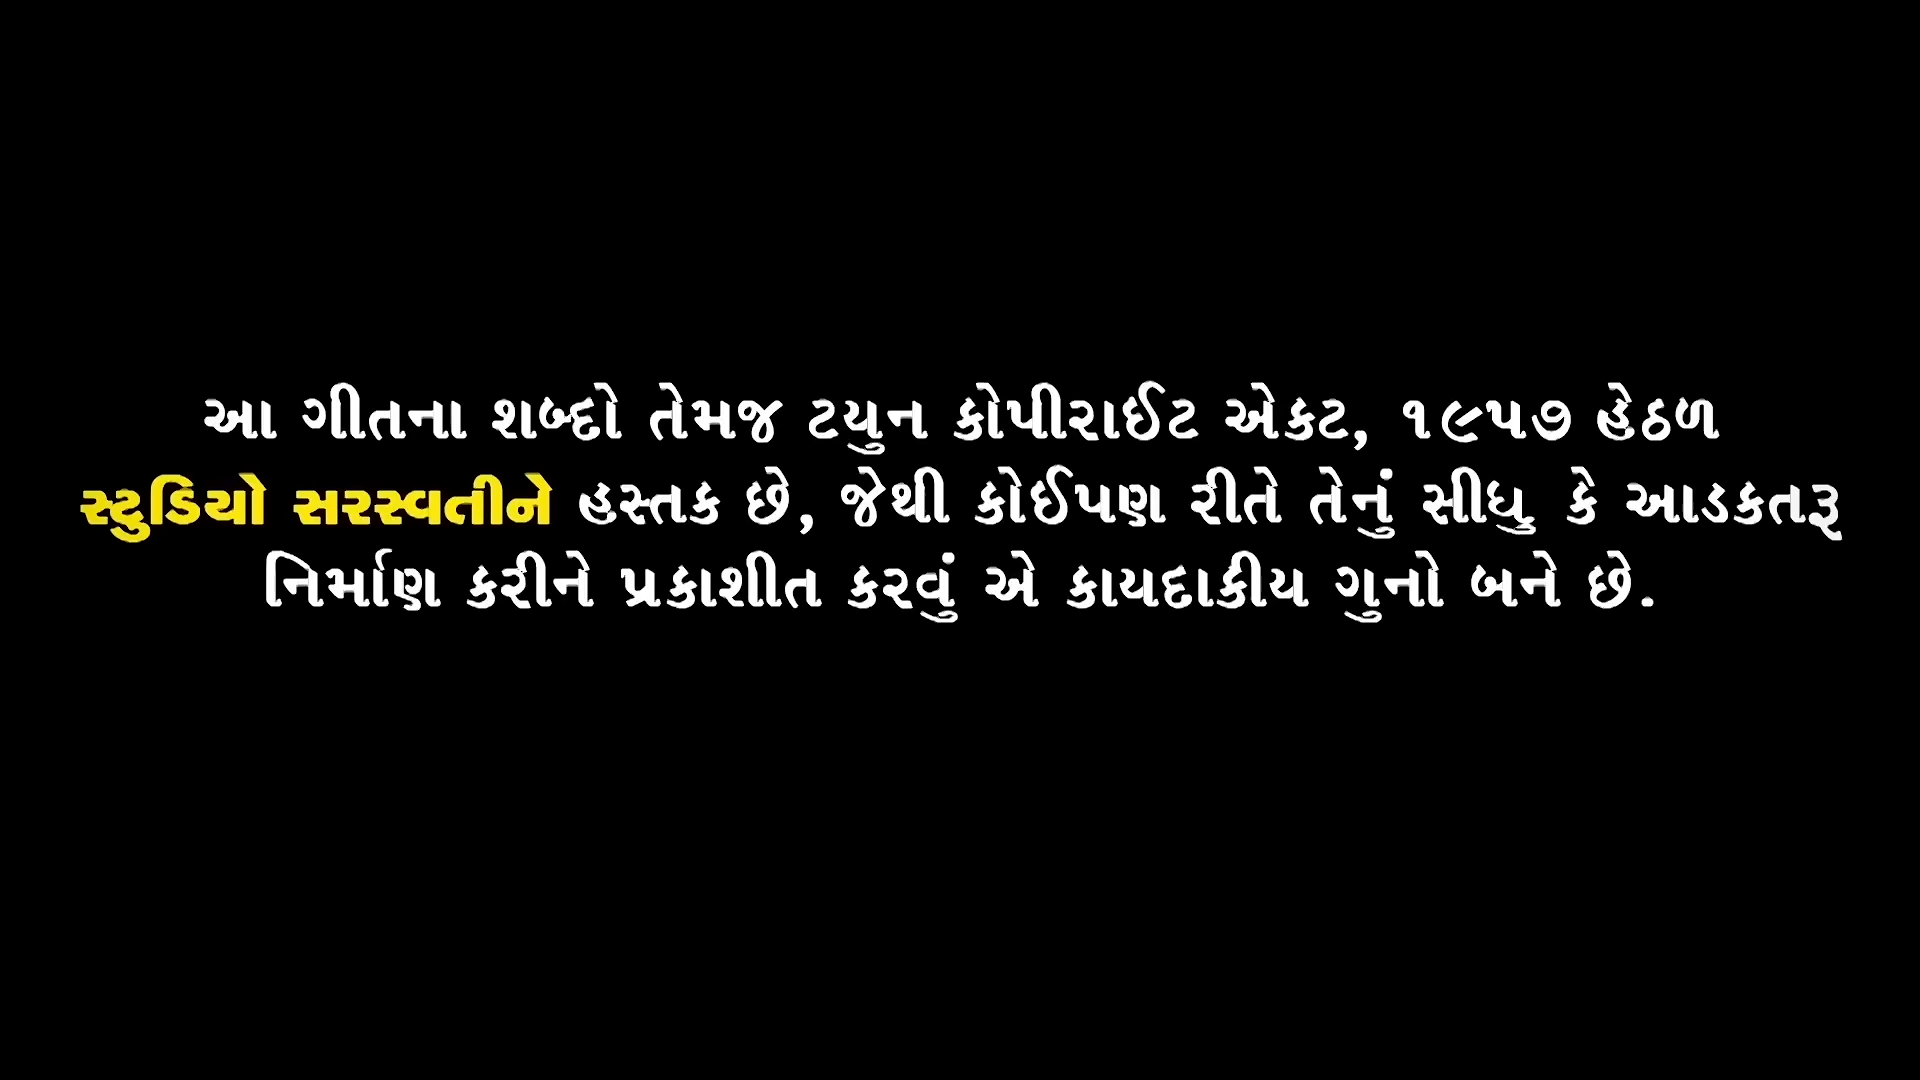 આ ગીતના શબ્દો તેમજ ટયુન કોપીરાઈટ એકટ, ૧૯૫૭ હેઠળ
સ્ટુડિયો સરસ્વતીને હસ્તક છે, જેથી કોઈપણ રીતે તેનું સીધુ કે આડકતરૂ
નિર્માણ કરીને પ્રકાશીત કરવું એ કાયદાકીય ગુનો બને છે.